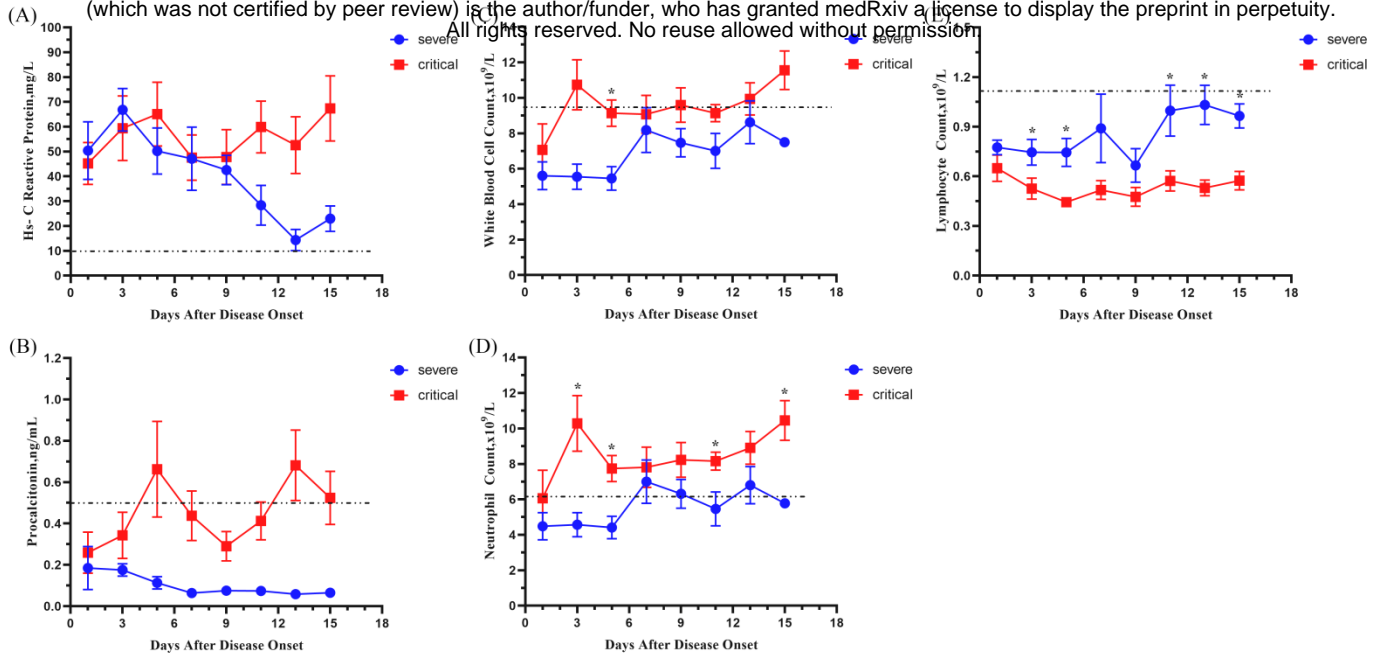 (which was not certified by peer review) is the author/funder, who has granted medRxiv a license to display the preprint in perpetuity.
All rights reserved. No reuse allowed without permission.
(A)
severe
critical
Hs- C Reactive Protein,mg/L
100
90
80
70
60
50
40
30
20
10
0
0 3 6 9 12 15 18
Days After Disease Onset
(C)
severe
critical
White Blood Cell Count,x10⁹/L
14
12
10
8
6
4
2
0
*
0 3 6 9 12 15 18
Days After Disease Onset
(E)
severe
critical
Lymphocyte Count,x10⁹/L
1.2
0.9
0.6
0.3
0.0
* * * * *
0 3 6 9 12 15 18
Days After Disease Onset
(B)
severe
critical
Procalcitonin,ng/mL
1.2
1.0
0.8
0.6
0.4
0.2
0.0
0 3 6 9 12 15 18
Days After Disease Onset
(D)
severe
critical
Neutrophil Count,x10⁹/L
14
12
10
8
6
4
2
0
* * * *
0 3 6 9 12 15 18
Days After Disease Onset